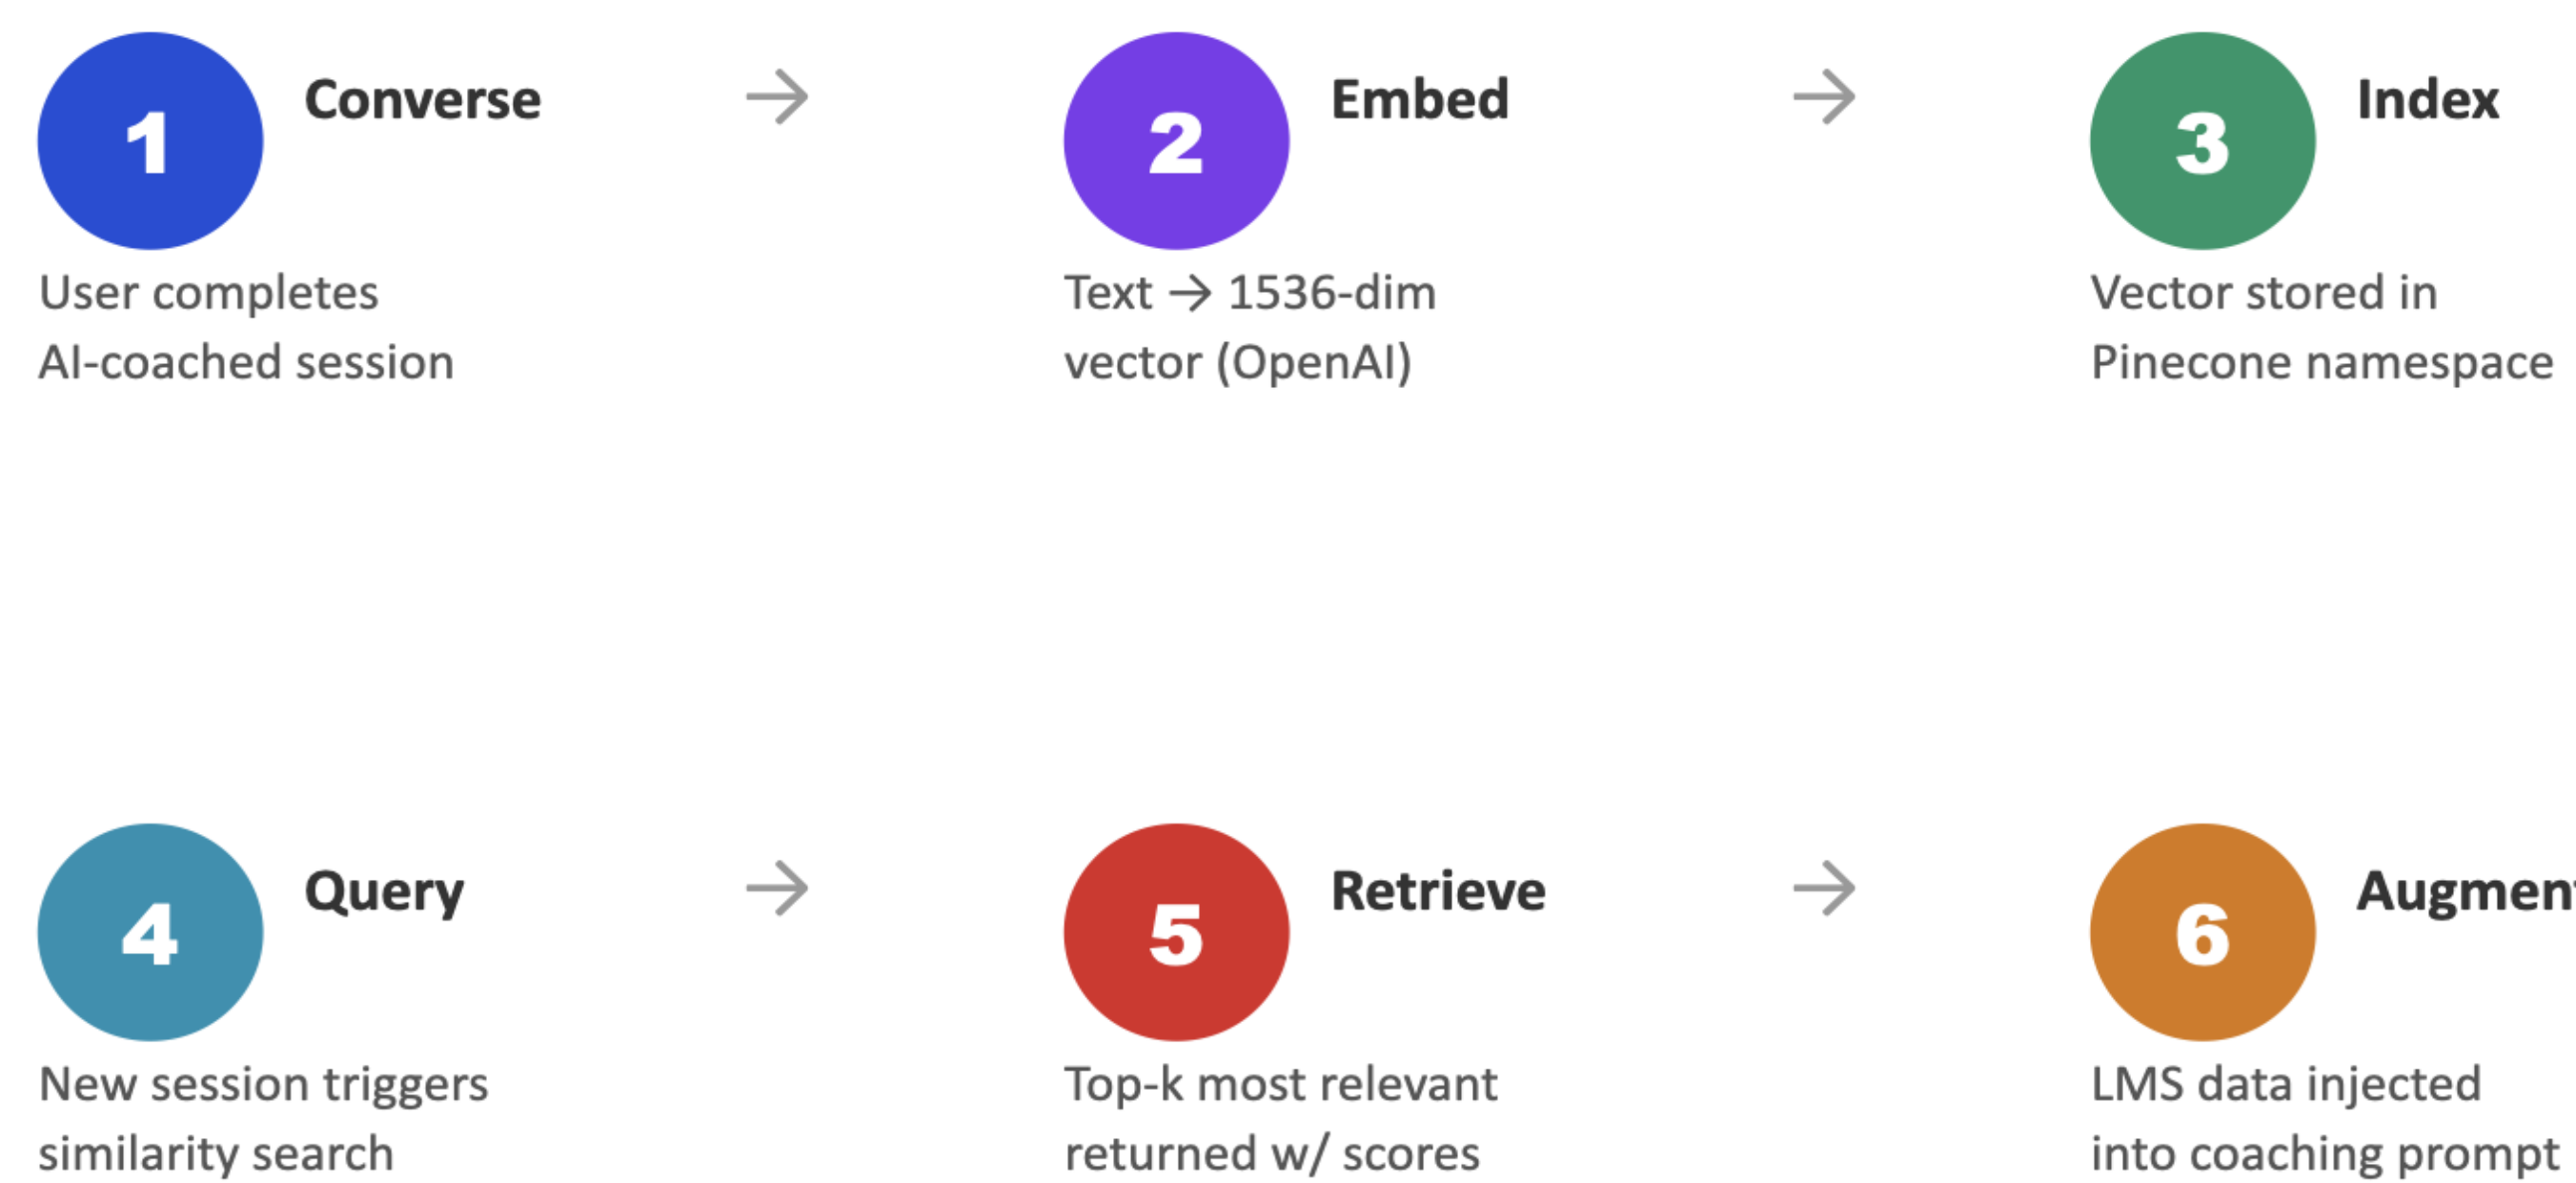 1 Converse → 2 Embed → 3 Index
User completes
AI-coached session
Text → 1536-dim
vector (OpenAI)
Vector stored in
Pinecone namespace
4 Query → 5 Retrieve → 6 Augmen
New session triggers
similarity search
Top-k most relevant
returned w/ scores
LMS data injected
into coaching prompt